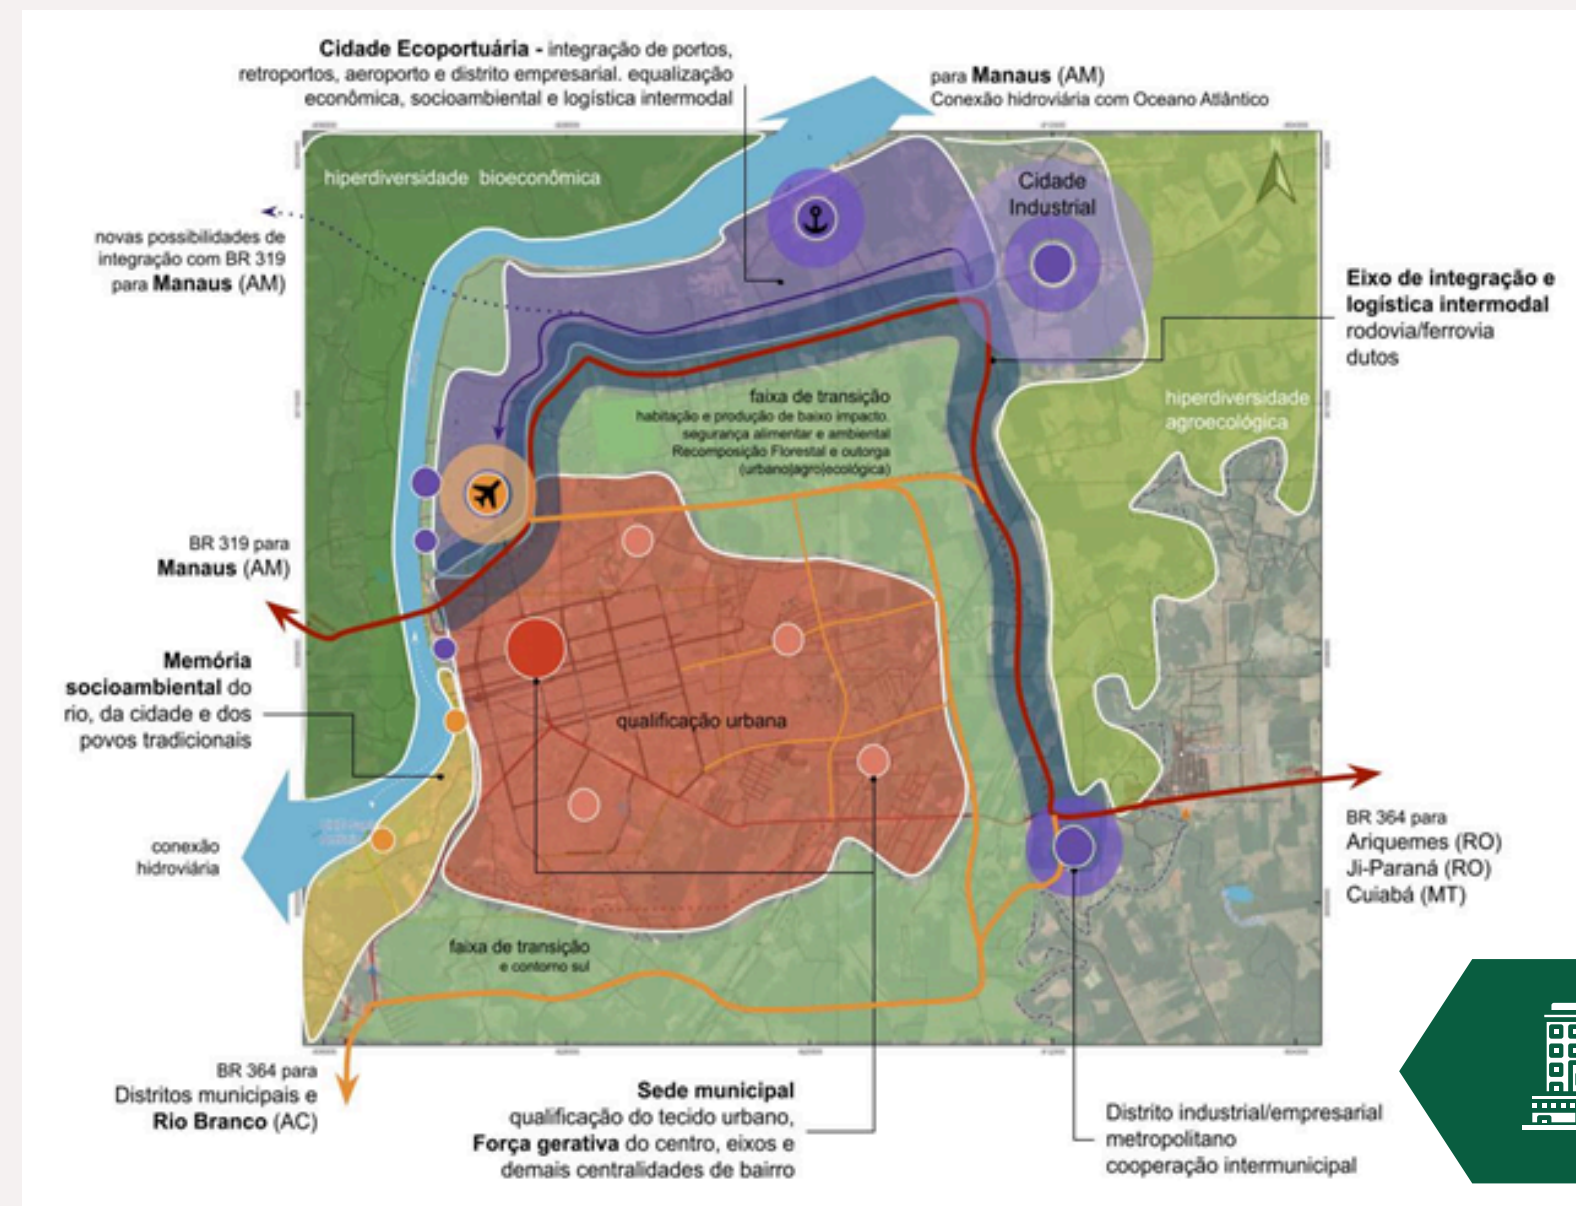 Cidade Ecoportuária - integração de portos,
retroportos, aeroporto e distrito empresarial. equalização
econômica, socioambiental e logística intermodal
para Manaus (AM)
Conexão hidroviária com Oceano Atlântico
hiperdiversidade bioeconômica
Cidade
Industrial
novas possibilidades de
integração com BR 319
para Manaus (AM)
Eixo de integração e
logística intermodal
rodovia/ferrovia
dutos
faixa de transição
habitação e produção de baixo impacto.
segurança alimentar e ambiental
Recomposição Florestal e outorga
(urbano|agro|ecológica)
hiperdiversidade
agroecológica
BR 319 para
Manaus (AM)
Memória
socioambiental do
rio, da cidade e dos
povos tradicionais
qualificação urbana
conexão
hidroviária
BR 364 para
Ariquemes (RO)
Ji-Paraná (RO)
Cuiabá (MT)
faixa de transição
e contorno sul
BR 364 para
Distritos municipais e
Rio Branco (AC)
Sede municipal
qualificação do tecido urbano,
Força gerativa do centro, eixos e
demais centralidades de bairro
Distrito industrial/empresarial
metropolitano
cooperação intermunicipal